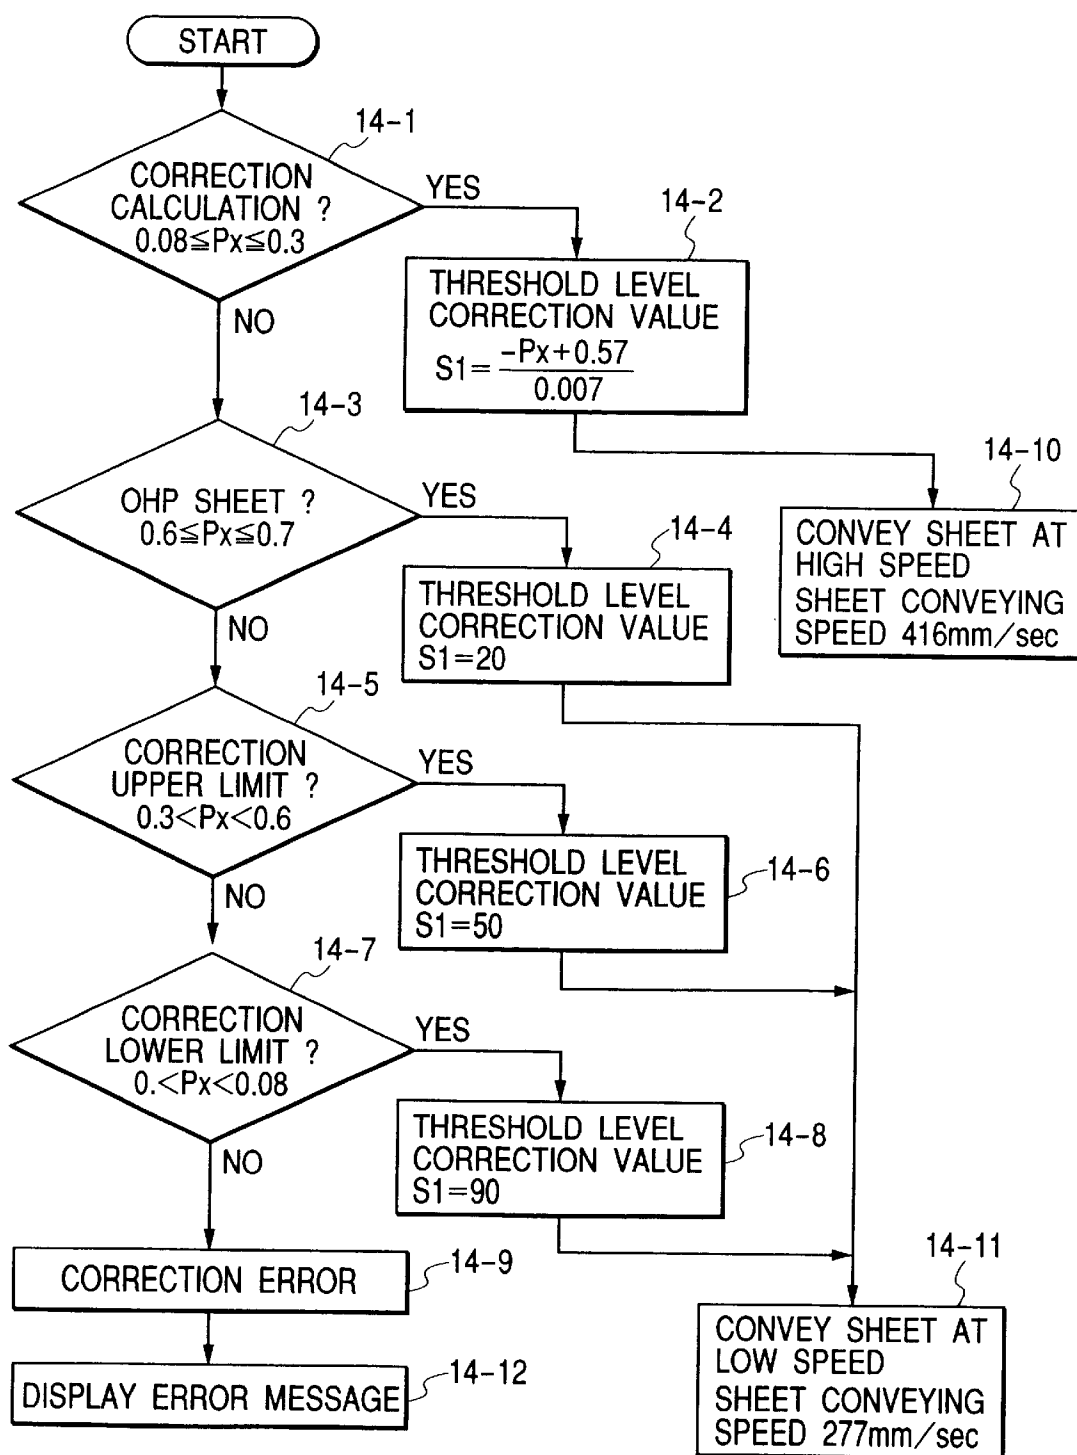 START
14-1
CORRECTION
CALCULATION ?
0.08≦Px≦0.3
YES
NO
14-2
THRESHOLD LEVEL
CORRECTION VALUE
S1=(-Px+0.57)/0.007
14-10
CONVEY SHEET AT
HIGH SPEED
SHEET CONVEYING
SPEED 416mm/sec
14-3
OHP SHEET ?
0.6≦Px≦0.7
YES
NO
14-4
THRESHOLD LEVEL
CORRECTION VALUE
S1=20
14-5
CORRECTION
UPPER LIMIT ?
0.3<Px<0.6
YES
NO
14-6
THRESHOLD LEVEL
CORRECTION VALUE
S1=50
14-7
CORRECTION
LOWER LIMIT ?
0.<Px<0.08
YES
NO
14-8
THRESHOLD LEVEL
CORRECTION VALUE
S1=90
14-9
CORRECTION ERROR
14-12
DISPLAY ERROR MESSAGE
14-11
CONVEY SHEET AT
LOW SPEED
SHEET CONVEYING
SPEED 277mm/sec